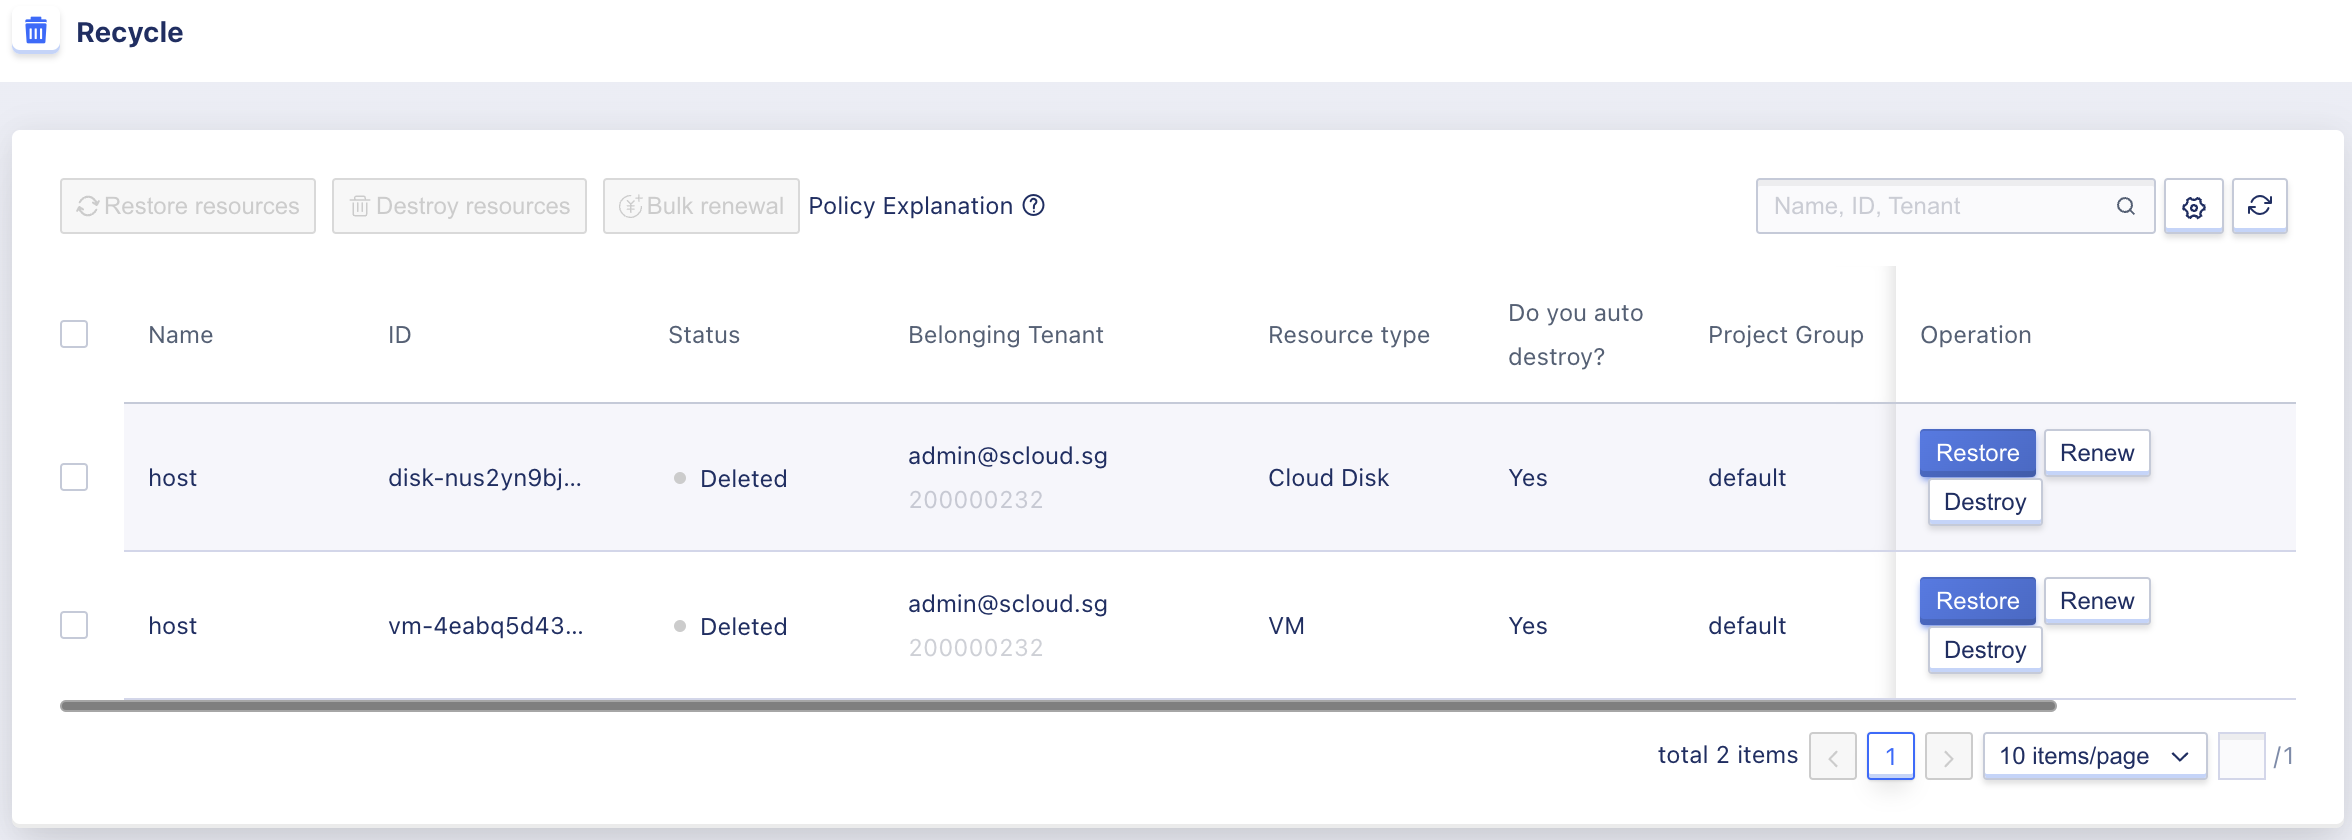 Recycle
Restore resources Destroy resources Bulk renewal Policy Explanation Name, ID, Tenant
Name ID Status Belonging Tenant Resource type Do you auto destroy? Project Group Operation
host disk-nus2yn9bj... Deleted admin@scloud.sg 200000232 Cloud Disk Yes default Restore Renew Destroy
host vm-4eabq5d43... Deleted admin@scloud.sg 200000232 VM Yes default Restore Renew Destroy
total 2 items 1 10 items/page /1